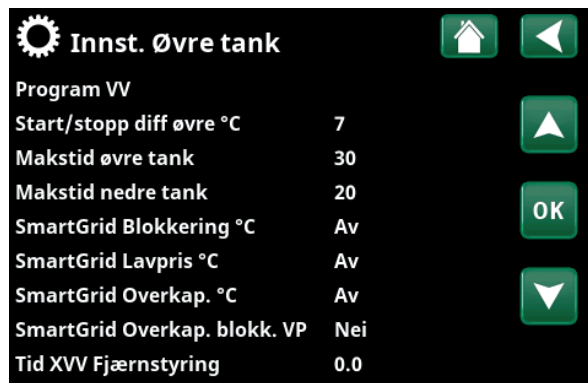 Innst. Øvre tank
Program VV
Start/stopp diff øvre °C 7
Makstid øvre tank 30
Makstid nedre tank 20
SmartGrid Blokkering °C Av
SmartGrid Lavpris °C Av
SmartGrid Overkap. °C Av
SmartGrid Overkap. blokk. VP Nei
Tid XVV Fjærnstyring 0.0
OK